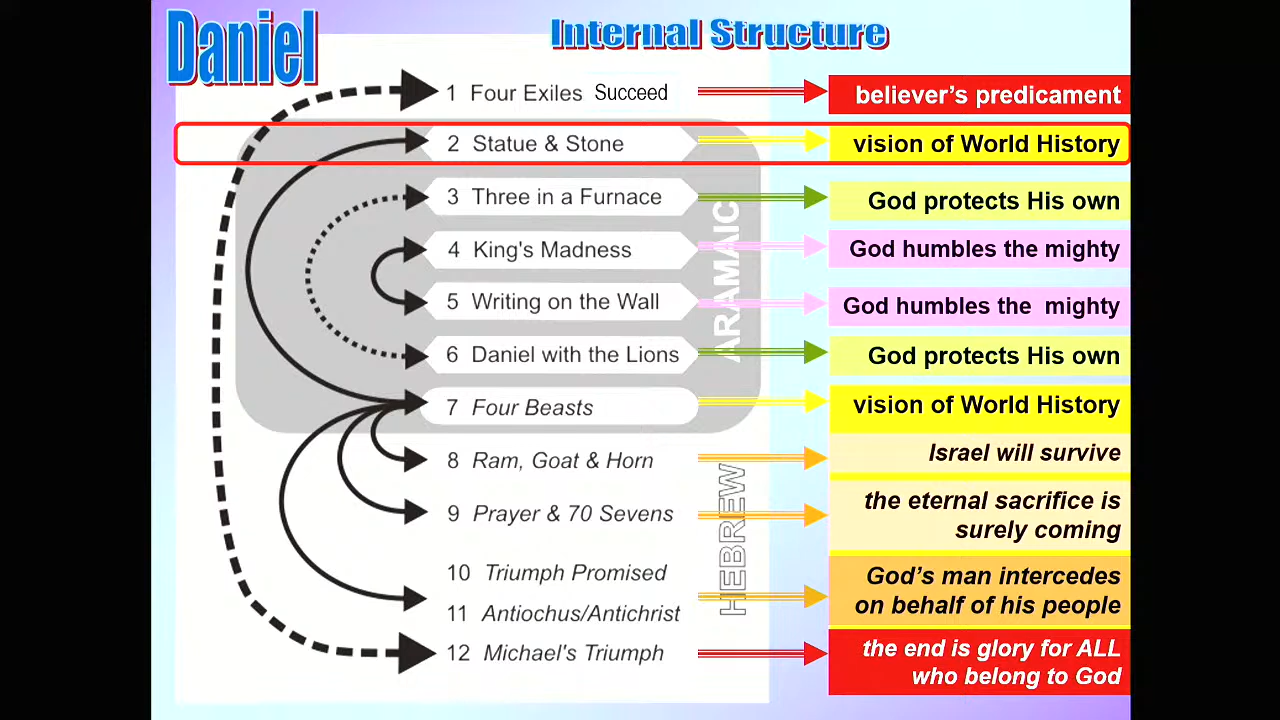 Daniel
Internal Structure
1 Four Exiles Succeed
believer's predicament
2 Statue & Stone
vision of World History
3 Three in a Furnace
God protects His own
4 King's Madness
God humbles the mighty
5 Writing on the Wall
God humbles the mighty
6 Daniel with the Lions
God protects His own
7 Four Beasts
vision of World History
ARAMAIC
8 Ram, Goat & Horn
Israel will survive
9 Prayer & 70 Sevens
the eternal sacrifice is
surely coming
10 Triumph Promised
11 Antiochus/Antichrist
God's man intercedes
on behalf of his people
12 Michael's Triumph
the end is glory for ALL
who belong to God
HEBREW